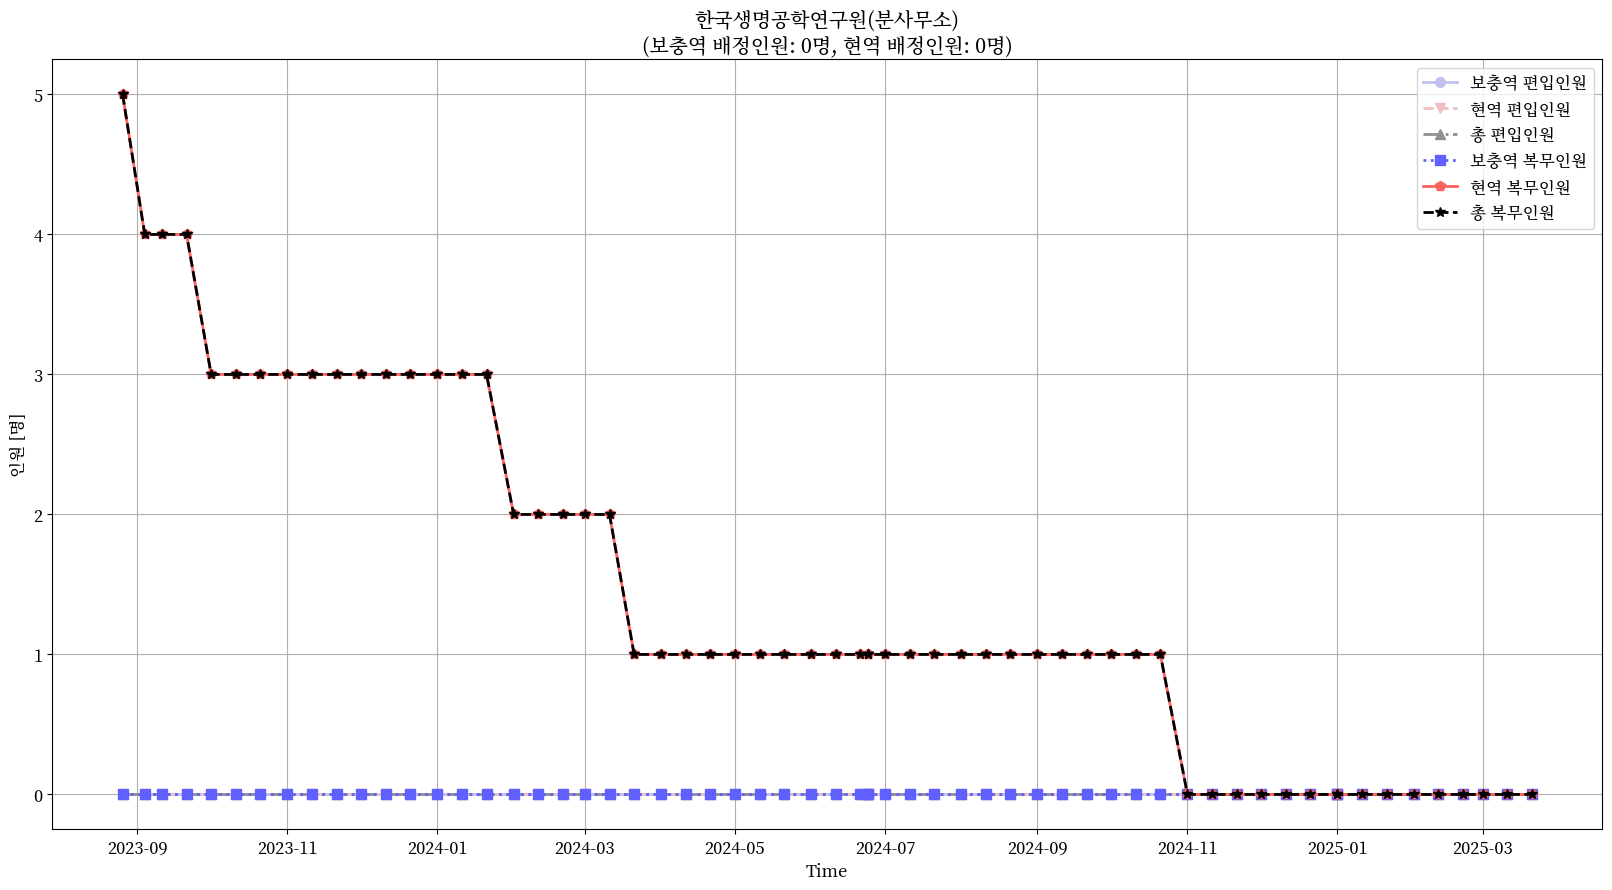 한국생명공학연구원(분사무소)
(보충역 배정인원: 0명, 현역 배정인원: 0명)
보충역 편입인원
현역 편입인원
총 편입인원
보충역 복무인원
현역 복무인원
총 복무인원
5
4
3
2
1
0
인원 [명]
2023-09 2023-11 2024-01 2024-03 2024-05 2024-07 2024-09 2024-11 2025-01 2025-03
Time